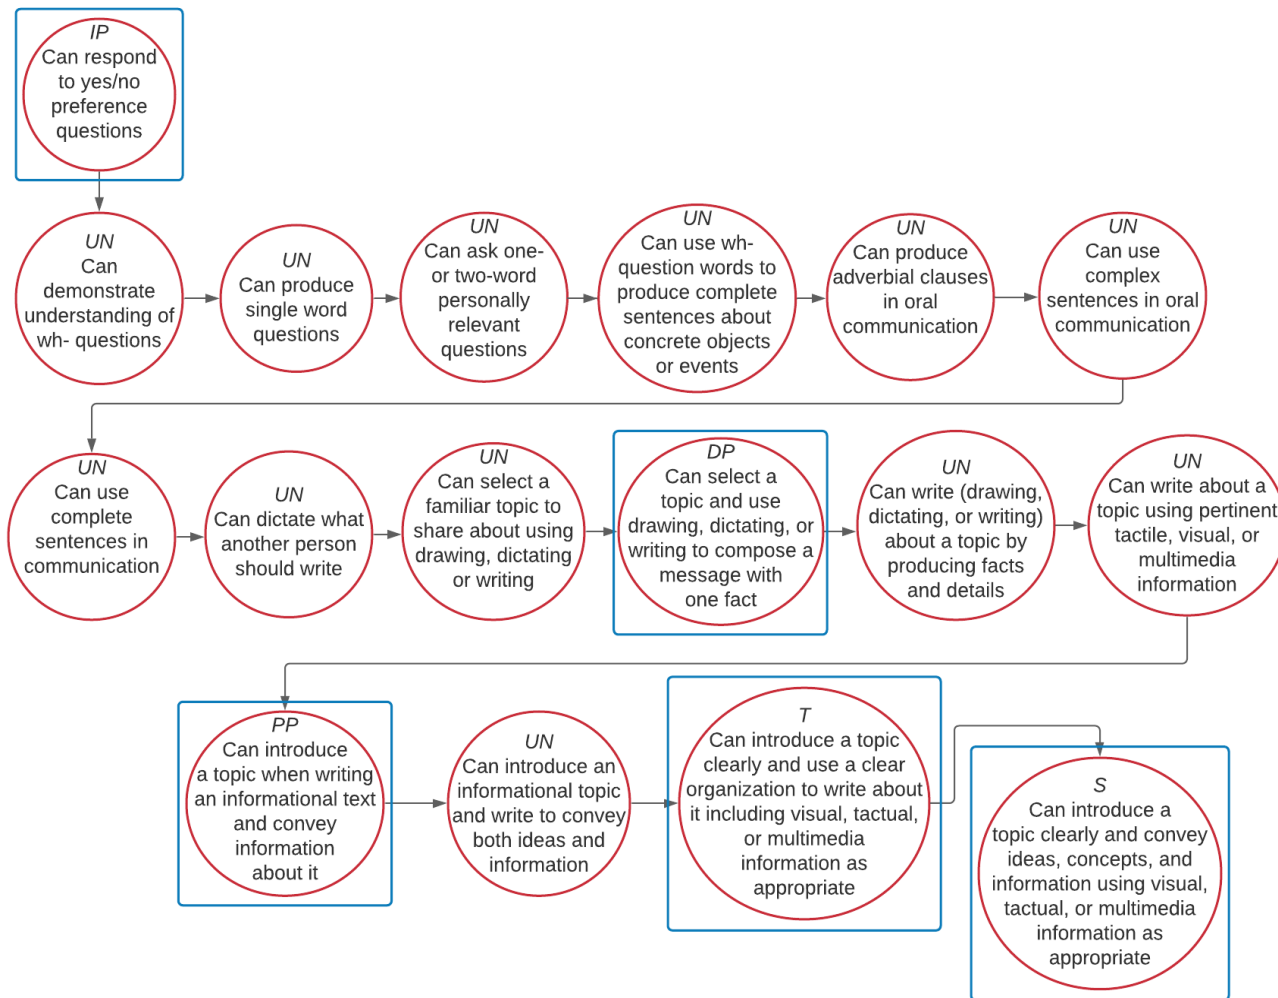 IP
Can respond
to yes/no
preference
questions
UN
Can
demonstrate
understanding of
wh- questions
UN
Can produce
single word
questions
UN
Can ask one-
or two-word
personally
relevant
questions
UN
Can use wh-
question words to
produce complete
sentences about
concrete objects
or events
UN
Can produce
adverbial clauses
in oral
communication
UN
Can use
complex
sentences in oral
communication
UN
Can use
complete
sentences in
communication
UN
Can dictate what
another person
should write
UN
Can select a
familiar topic to
share about using
drawing, dictating
or writing
DP
Can select a
topic and use
drawing, dictating, or
writing to compose a
message with
one fact
UN
Can write (drawing,
dictating, or writing)
about a topic by
producing facts
and details
UN
Can write about a
topic using pertinent
tactile, visual, or
multimedia
information
PP
Can introduce
a topic when writing
an informational text
and convey
information
about it
UN
Can introduce an
informational topic
and write to convey
both ideas and
information
T
Can introduce a topic
clearly and use a clear
organization to write about
it including visual, tactual,
or multimedia
information as
appropriate
S
Can introduce a
topic clearly and convey
ideas, concepts, and
information using visual,
tactual, or multimedia
information as
appropriate